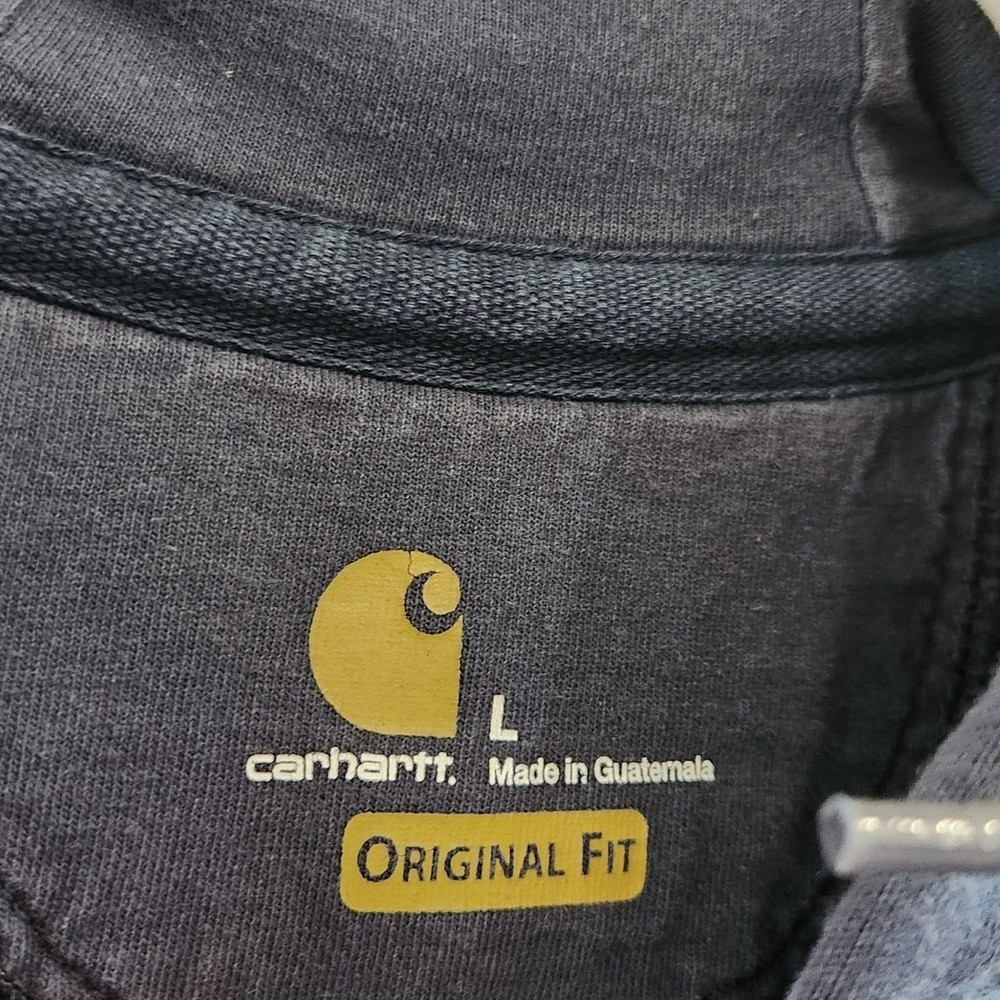 L
carhartt. Made in Guatemala
ORIGINAL FIT